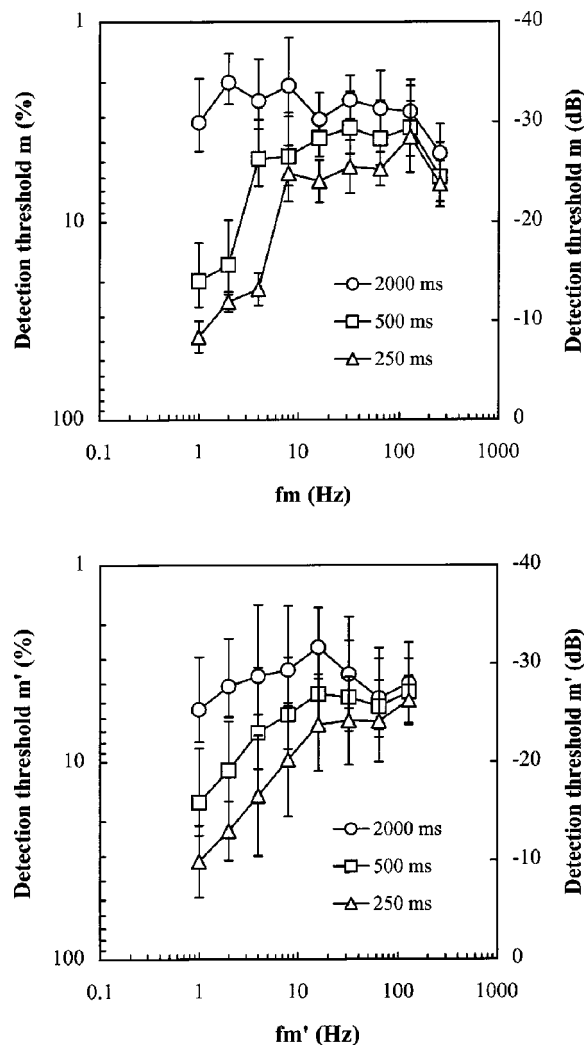 1
10
100
Detection threshold m (%)
-40
-30
-20
-10
0
Detection threshold m (dB)
2000 ms
500 ms
250 ms
0.1 1 10 100 1000
fm (Hz)
1
10
100
Detection threshold m' (%)
-40
-30
-20
-10
0
Detection threshold m' (dB)
2000 ms
500 ms
250 ms
0.1 1 10 100 1000
fm' (Hz)